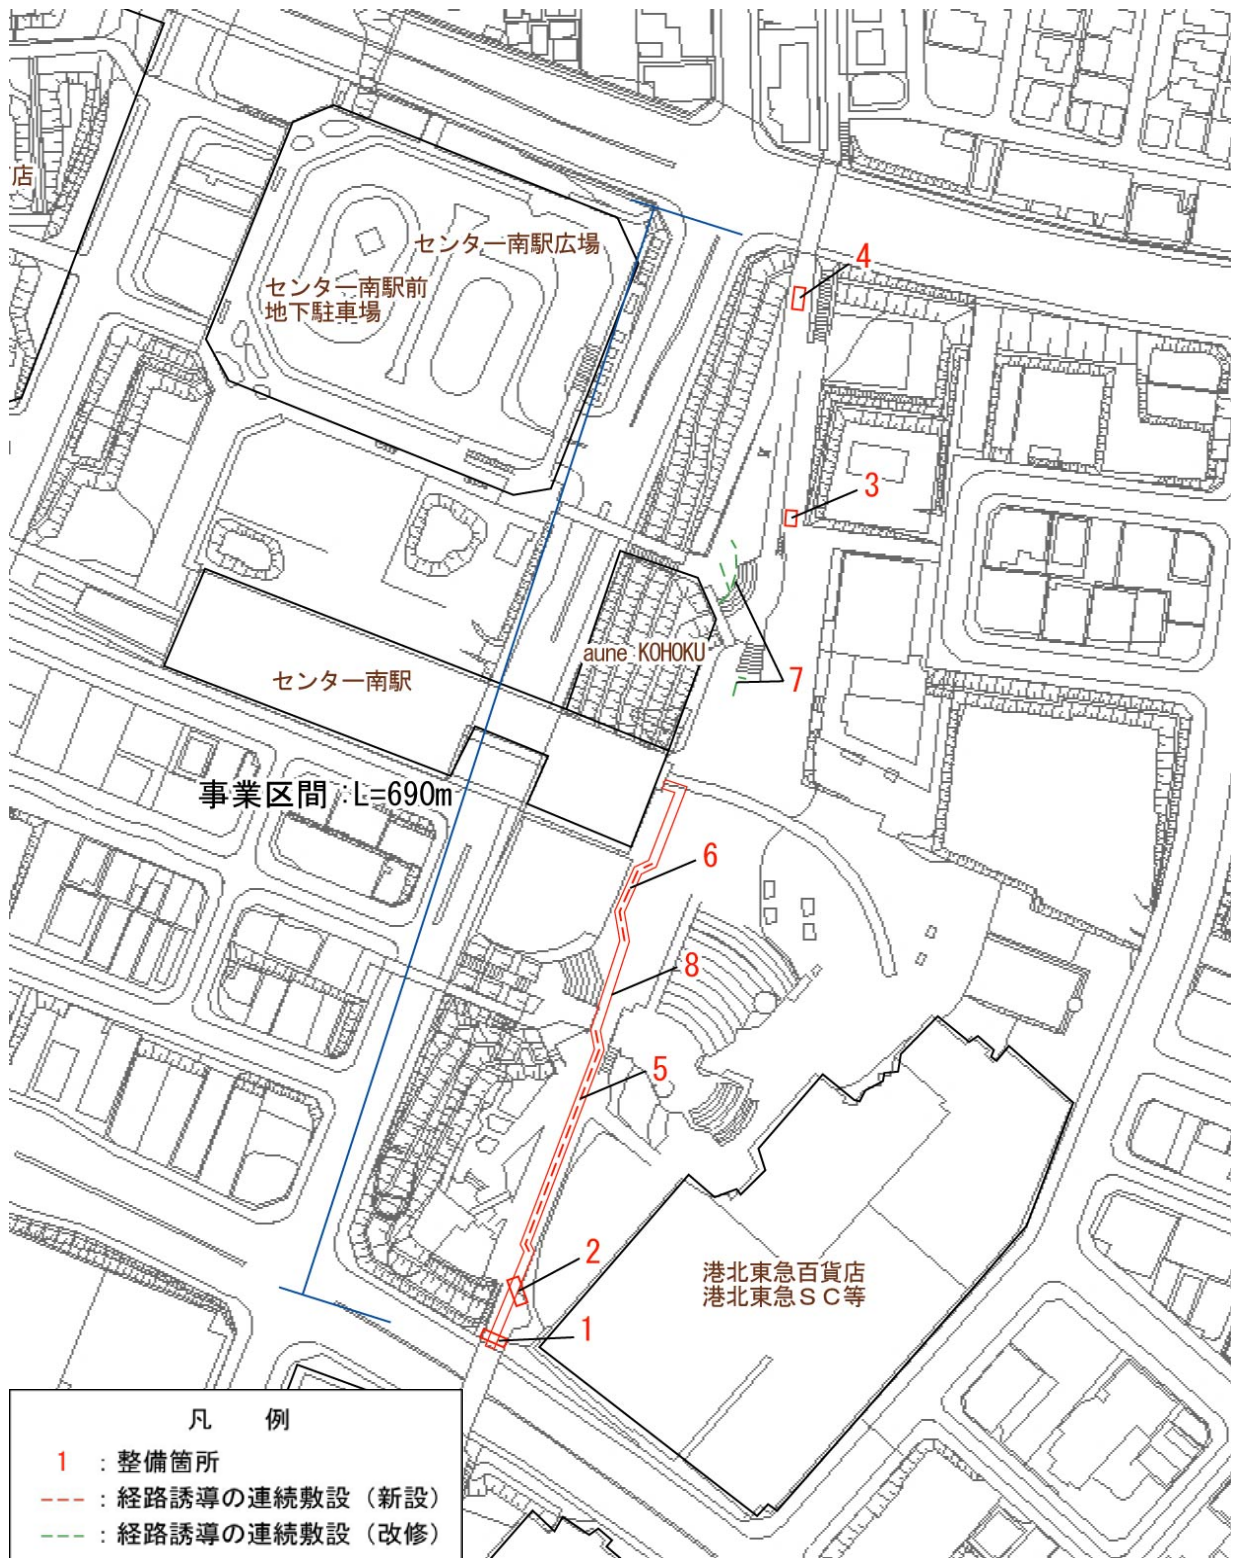 店
センター南駅広場
センター南駅前
地下駐車場
4
3
aune KOHOKU
センター南駅
7
事業区間:L=690m
6
8
5
2
港北東急百貨店
港北東急SC等
1
凡 例
1 :整備箇所
--- :経路誘導の連続敷設(新設)
--- :経路誘導の連続敷設(改修)